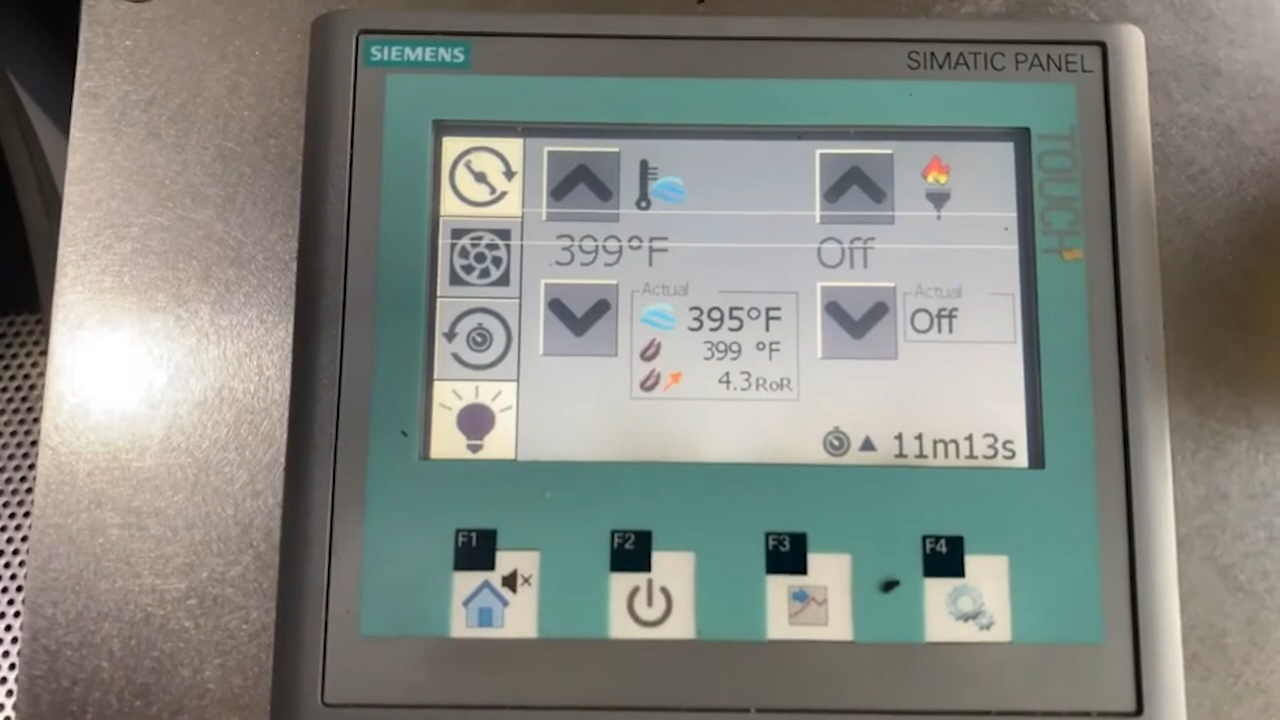 SIEMENS
SIMATIC PANEL
TOUCH
399°F
Off
Actual
395°F
399 °F
4.3 RoR
Actual
Off
11m13s
F1
F2
F3
F4